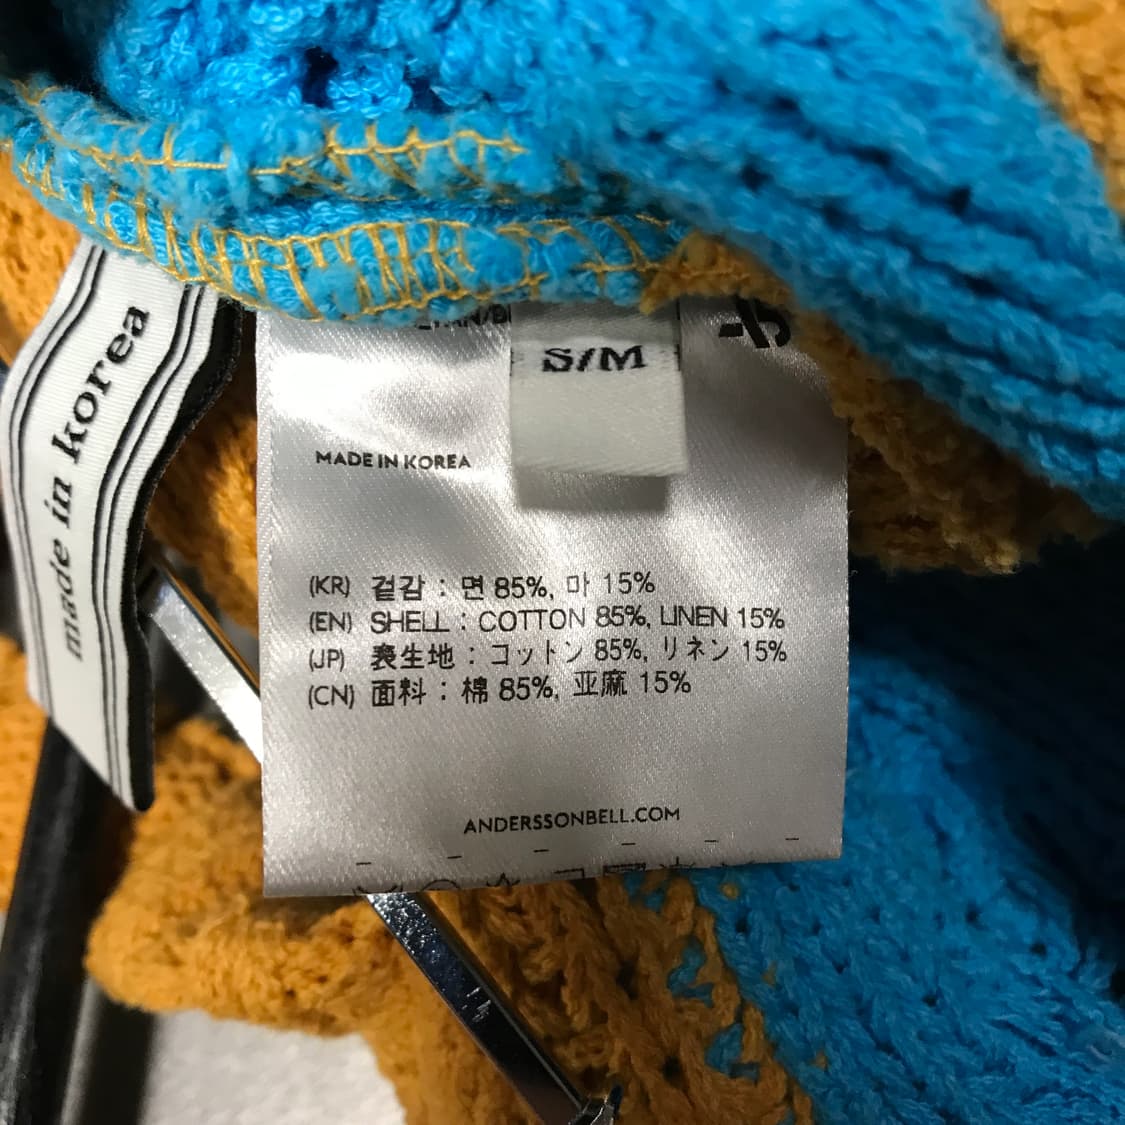 made in korea
S/M
MADE IN KOREA
(KR) 겉감 : 면 85%, 마 15%
(EN) SHELL : COTTON 85%, LINEN 15%
(JP) 表生地 : コットン 85%, リネン 15%
(CN) 面料 : 棉 85%, 亚麻 15%
ANDERSSONBELL.COM